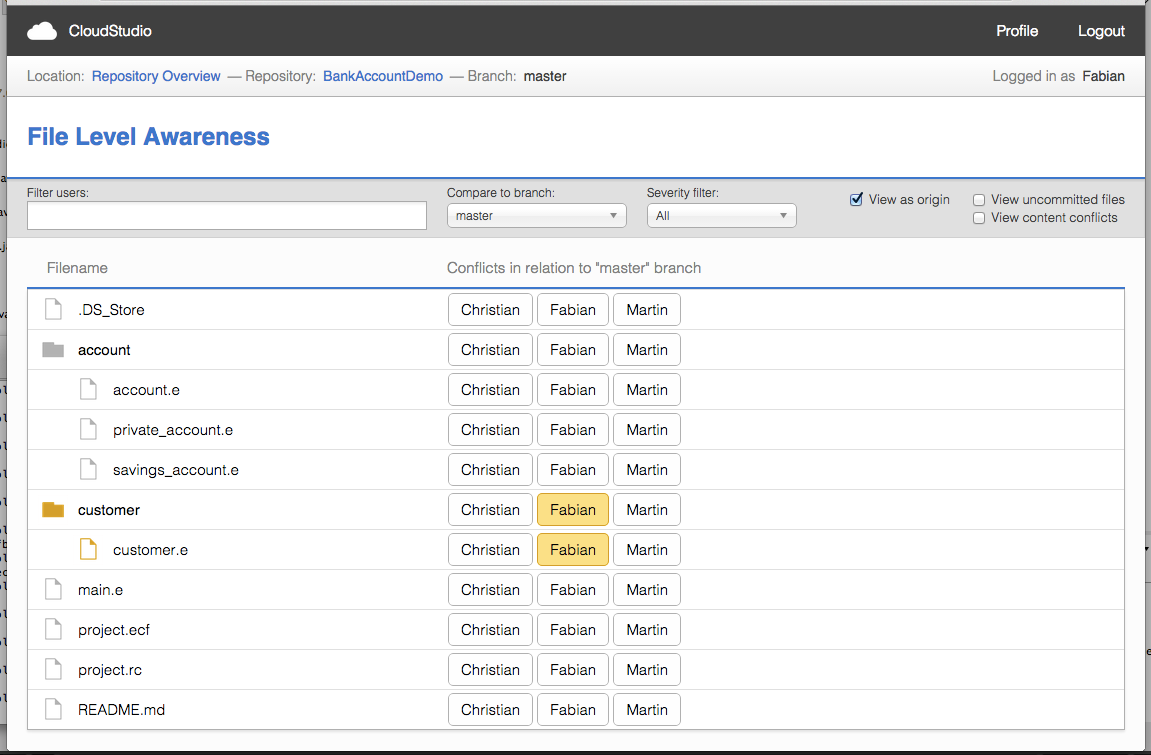 CloudStudio Profile Logout
Location: Repository Overview — Repository: BankAccountDemo — Branch: master Logged in as Fabian
File Level Awareness
Filter users: Compare to branch: Severity filter:
master All
View as origin View uncommitted files
View content conflicts
Filename Conflicts in relation to "master" branch
.DS_Store Christian Fabian Martin
account Christian Fabian Martin
account.e Christian Fabian Martin
private_account.e Christian Fabian Martin
savings_account.e Christian Fabian Martin
customer Christian Fabian Martin
customer.e Christian Fabian Martin
main.e Christian Fabian Martin
project.ecf Christian Fabian Martin
project.rc Christian Fabian Martin
README.md Christian Fabian Martin